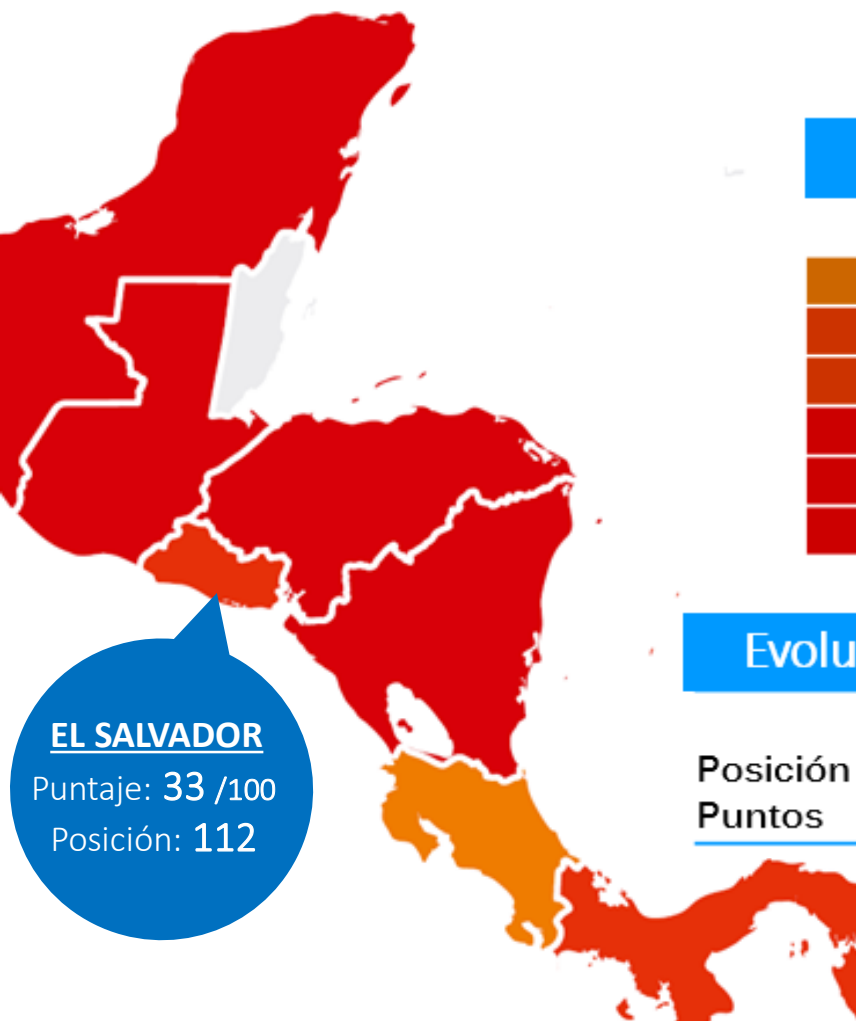 EL SALVADOR
Puntaje: 33 /100
Posición: 112
Evolu
Posición
Puntos